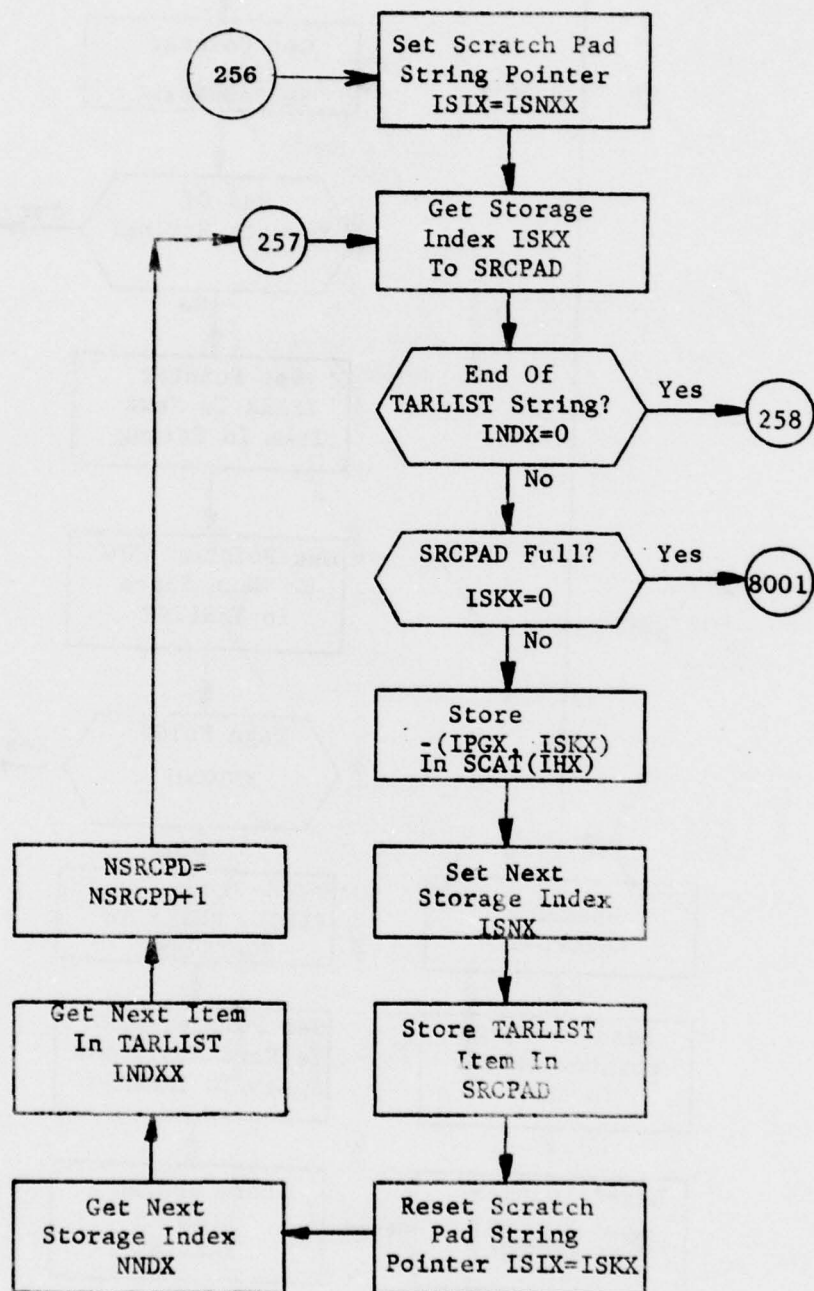 256
Set Scratch Pad
String Pointer
ISIX=ISNXX
257
Get Storage
Index ISKX
To SRCPAD
End Of
TARLIST String?
INDX=0
Yes
258
No
SRCPAD Full?
ISKX=0
Yes
8001
No
Store
-(IPGX, ISKX)
In SCAT(IHX)
Set Next
Storage Index
ISNX
Store TARLIST
Item In
SRCPAD
Reset Scratch
Pad String
Pointer ISIX=ISKX
Get Next
Storage Index
NNDX
Get Next Item
In TARLIST
INDXX
NSRCPD=
NSRCPD+1